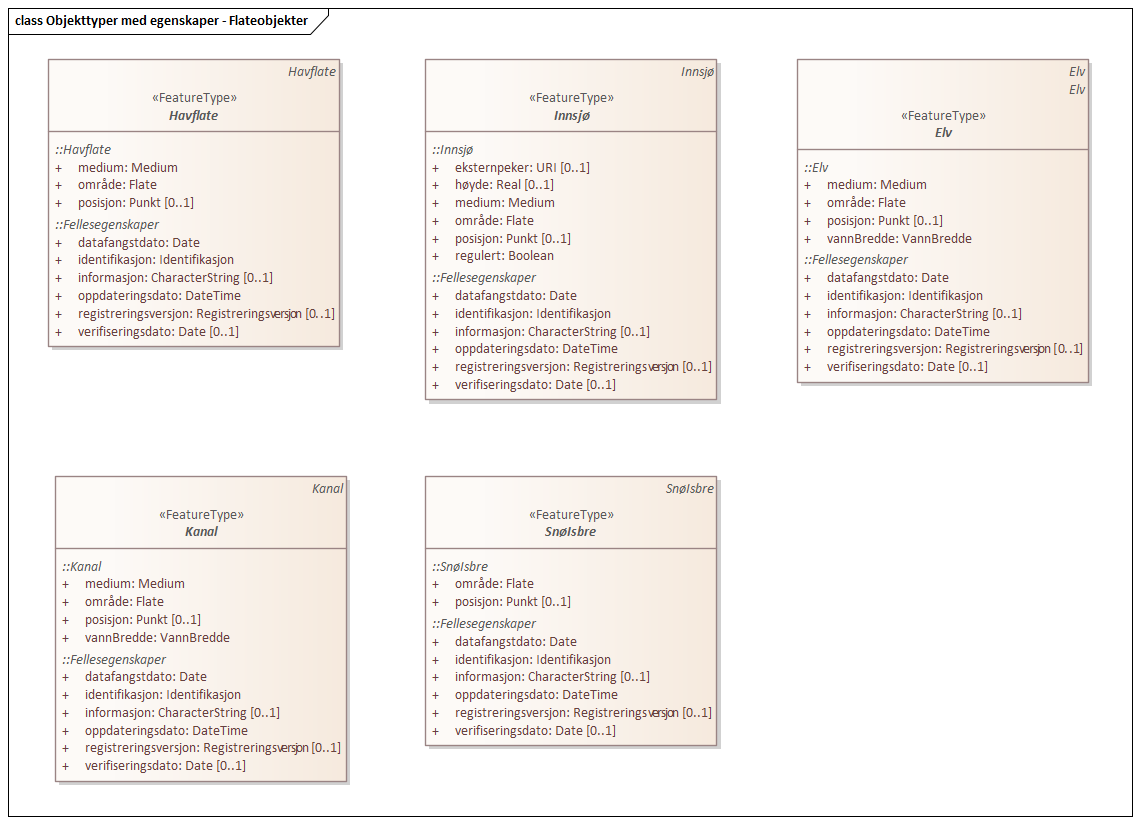 class Objekttyper med egenskaper - Flateobjekter
Havflate
«FeatureType»
Havflate
::Havflate
+ medium: Medium
+ område: Flate
+ posisjon: Punkt [0..1]
::Fellesegenskaper
+ datafangstdato: Date
+ identifikasjon: Identifikasjon
+ informasjon: CharacterString [0..1]
+ oppdateringsdato: DateTime
+ registreringsversjon: Registreringsversjon [0..1]
+ verifiseringsdato: Date [0..1]
Innsjø
«FeatureType»
Innsjø
::Innsjø
+ eksternpeker: URI [0..1]
+ høyde: Real [0..1]
+ medium: Medium
+ område: Flate
+ posisjon: Punkt [0..1]
+ regulert: Boolean
::Fellesegenskaper
+ datafangstdato: Date
+ identifikasjon: Identifikasjon
+ informasjon: CharacterString [0..1]
+ oppdateringsdato: DateTime
+ registreringsversjon: Registreringsversjon [0..1]
+ verifiseringsdato: Date [0..1]
Elv
Elv
«FeatureType»
Elv
::Elv
+ medium: Medium
+ område: Flate
+ posisjon: Punkt [0..1]
+ vannBredde: VannBredde
::Fellesegenskaper
+ datafangstdato: Date
+ identifikasjon: Identifikasjon
+ informasjon: CharacterString [0..1]
+ oppdateringsdato: DateTime
+ registreringsversjon: Registreringsversjon [0..1]
+ verifiseringsdato: Date [0..1]
Kanal
«FeatureType»
Kanal
::Kanal
+ medium: Medium
+ område: Flate
+ posisjon: Punkt [0..1]
+ vannBredde: VannBredde
::Fellesegenskaper
+ datafangstdato: Date
+ identifikasjon: Identifikasjon
+ informasjon: CharacterString [0..1]
+ oppdateringsdato: DateTime
+ registreringsversjon: Registreringsversjon [0..1]
+ verifiseringsdato: Date [0..1]
SnøIsbre
«FeatureType»
SnøIsbre
::SnøIsbre
+ område: Flate
+ posisjon: Punkt [0..1]
::Fellesegenskaper
+ datafangstdato: Date
+ identifikasjon: Identifikasjon
+ informasjon: CharacterString [0..1]
+ oppdateringsdato: DateTime
+ registreringsversjon: Registreringsversjon [0..1]
+ verifiseringsdato: Date [0..1]